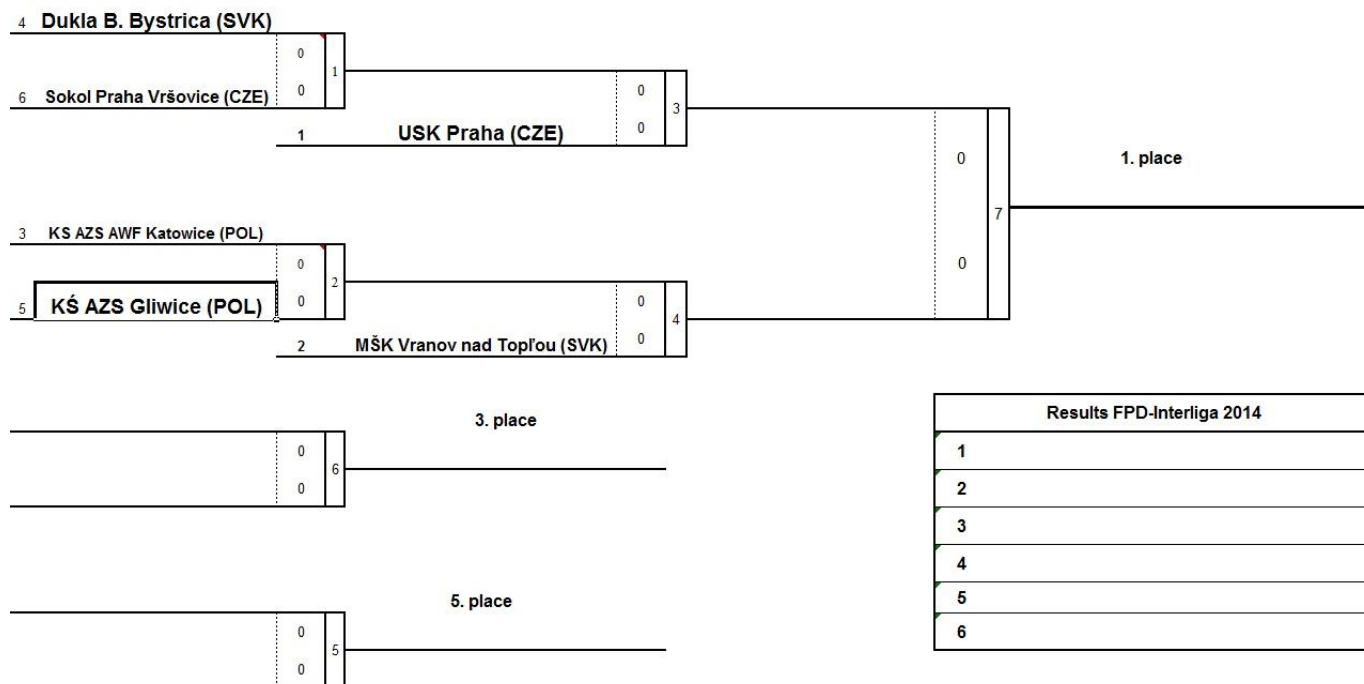 4 Dukla B. Bystrica (SVK)
0
1
0
6 Sokol Praha Vršovice (CZE)
0
3
0
1 USK Praha (CZE)
3 KS AZS AWF Katowice (POL)
0
2
0
5 KŚ AZS Gliwice (POL)
0
4
0
2 MŠK Vranov nad Topľou (SVK)
0
7
0
1. place
3. place
0
6
0
5. place
0
5
0
Results FPD-Interliga 2014
1
2
3
4
5
6